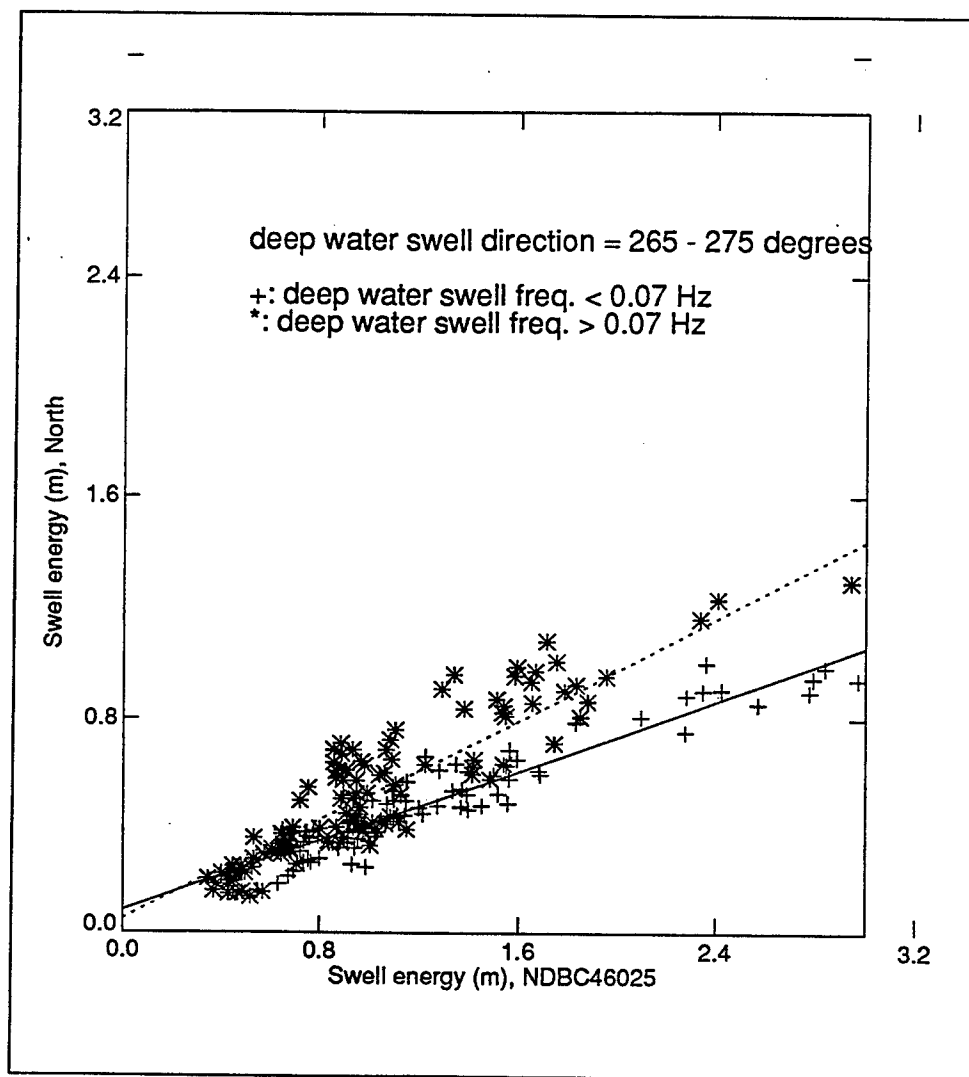 3.2
deep water swell direction = 265 - 275 degrees
2.4
+: deep water swell freq. < 0.07 Hz
*: deep water swell freq. > 0.07 Hz
Swell energy (m), North
1.6
0.8
0.0
0.0 0.8 1.6 2.4 3.2
Swell energy (m), NDBC46025